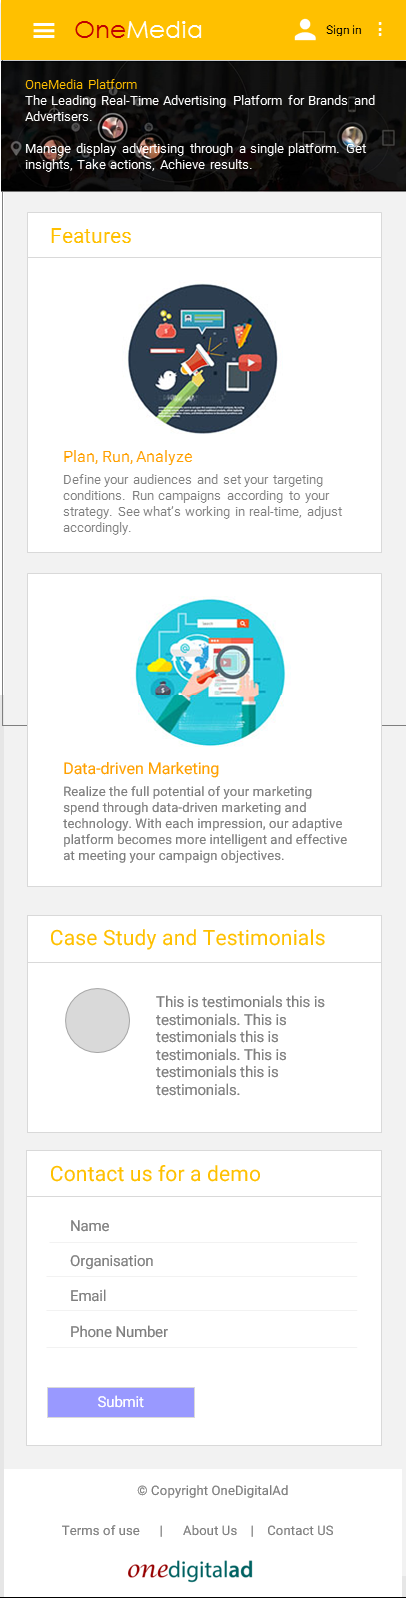 OneMedia
Sign in
OneMedia Platform
The Leading Real-Time Advertising Platform for Brands and
Advertisers.
Manage display advertising through a single platform. Get
insights, Take actions, Achieve results.
Features
Plan, Run, Analyze
Define your audiences and set your targeting
conditions. Run campaigns according to your
strategy. See what's working in real-time, adjust
accordingly.
Search
Data-driven Marketing
Realize the full potential of your marketing
spend through data-driven marketing and
technology. With each impression, our adaptive
platform becomes more intelligent and effective
at meeting your campaign objectives.
Case Study and Testimonials
This is testimonials this is
testimonials. This is
testimonials this is
testimonials. This is
testimonials this is
testimonials.
Contact us for a demo
Name
Organisation
Email
Phone Number
Submit
© Copyright OneDigitalAd
Terms of use | About Us | Contact US
onedigitalad